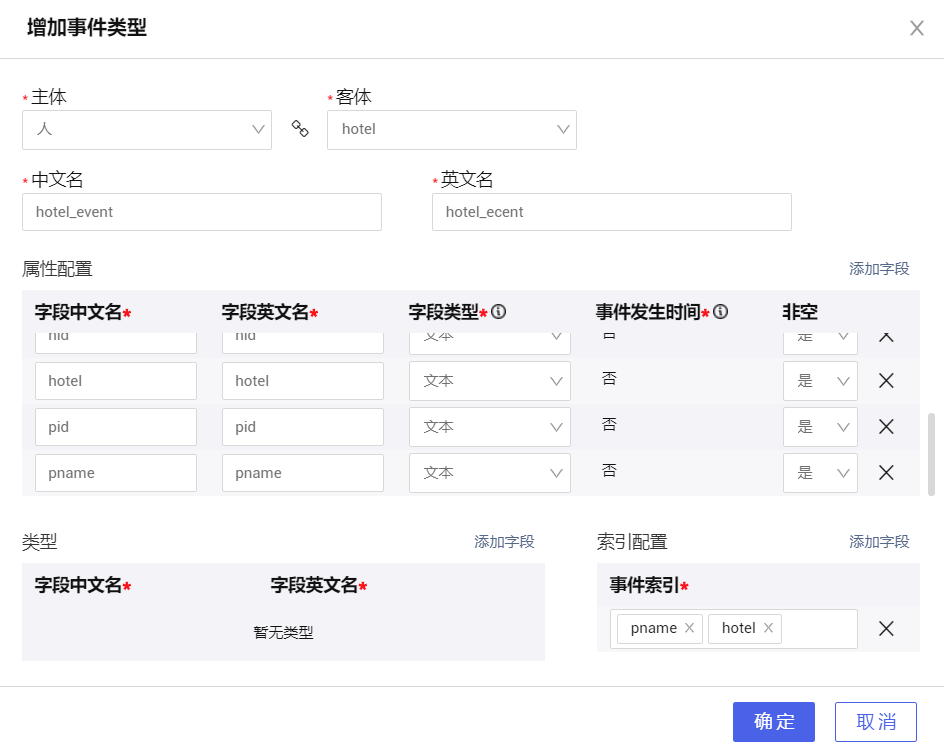 增加事件类型
*主体 *客体
人 hotel
*中文名 *英文名
hotel_event hotel_ecent
属性配置 添加字段
字段中文名* 字段英文名* 字段类型* 事件发生时间* 非空
hid hid 文本 否 是
hotel hotel 文本 否 是
pid pid 文本 否 是
pname pname 文本 否 是
类型 添加字段 索引配置 添加字段
字段中文名* 字段英文名* 事件索引*
暂无类型 pname hotel
确定 取消